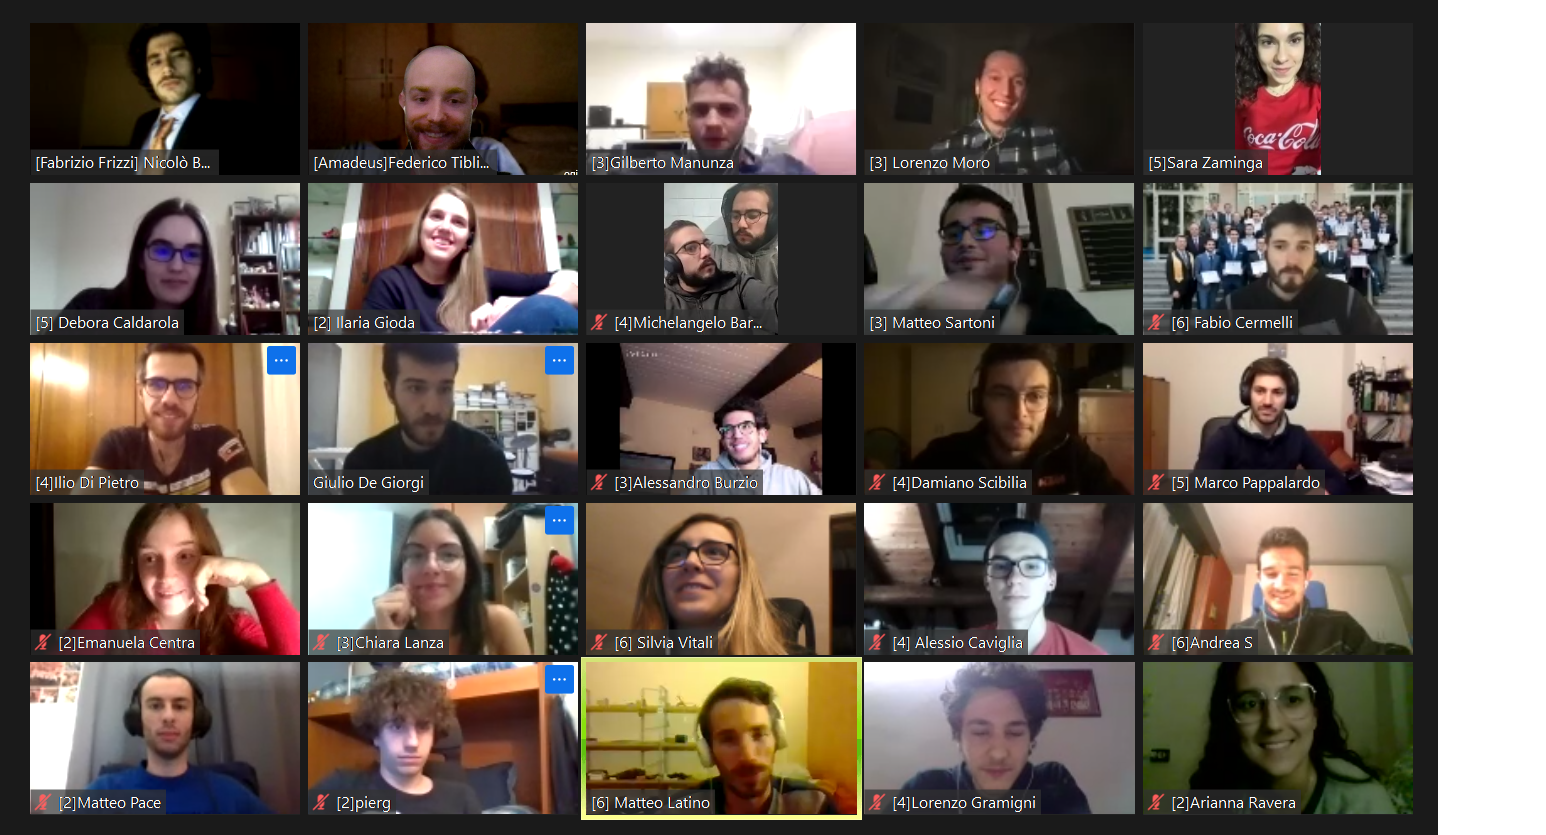 [Fabrizio Frizzi] Nicolò B...
[Amadeus]Federico Tibli...
[3]Gilberto Manunza
[3] Lorenzo Moro
Coca-Cola
[5]Sara Zaminga
[5] Debora Caldarola
[2] Ilaria Gioda
[4]Michelangelo Bar...
[3] Matteo Sartoni
[6] Fabio Cermelli
[4]Ilio Di Pietro
Giulio De Giorgi
[3]Alessandro Burzio
[4]Damiano Scibilia
[5] Marco Pappalardo
[2]Emanuela Centra
[3]Chiara Lanza
[6] Silvia Vitali
[4] Alessio Caviglia
[6]Andrea S
[2]Matteo Pace
[2]pierg
[6] Matteo Latino
[4]Lorenzo Gramigni
[2]Arianna Ravera